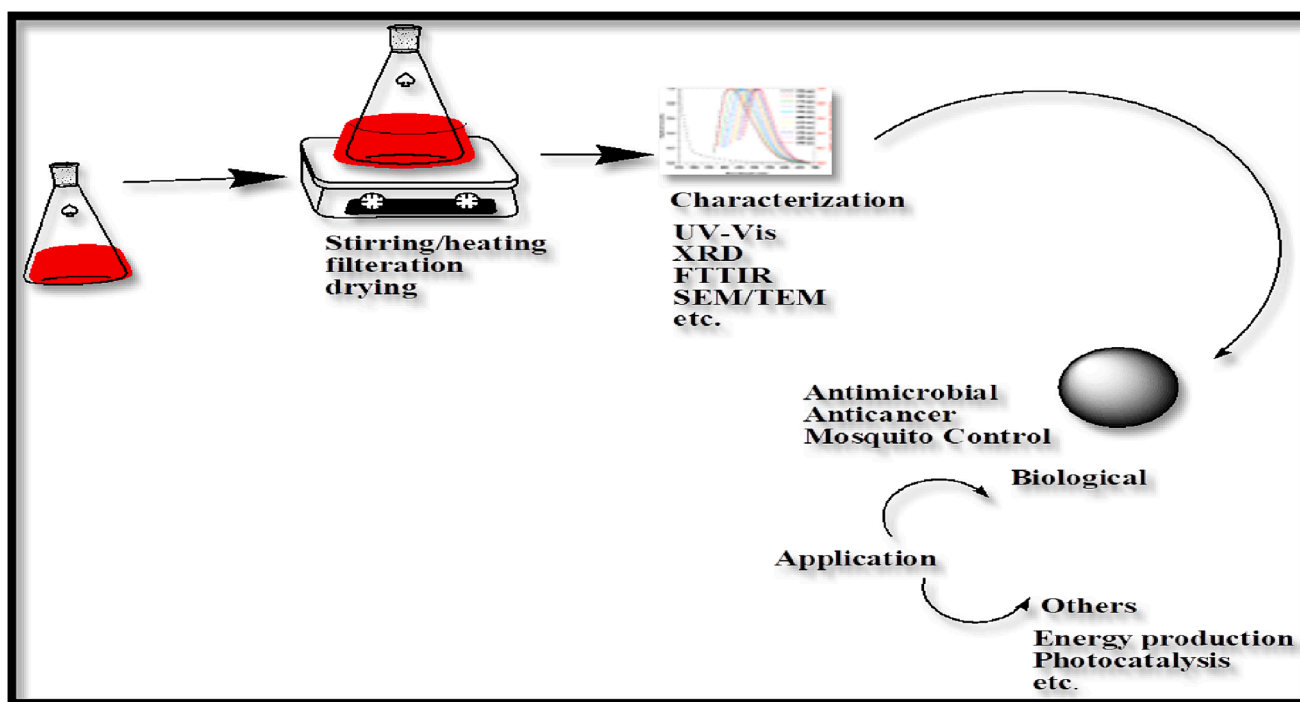 Stirring/heating
filteration
drying
Characterization
UV-Vis
XRD
FTTIR
SEM/TEM
etc.
Antimicrobial
Anticancer
Mosquito Control
Biological
Application
Others
Energy production
Photocatalysis
etc.